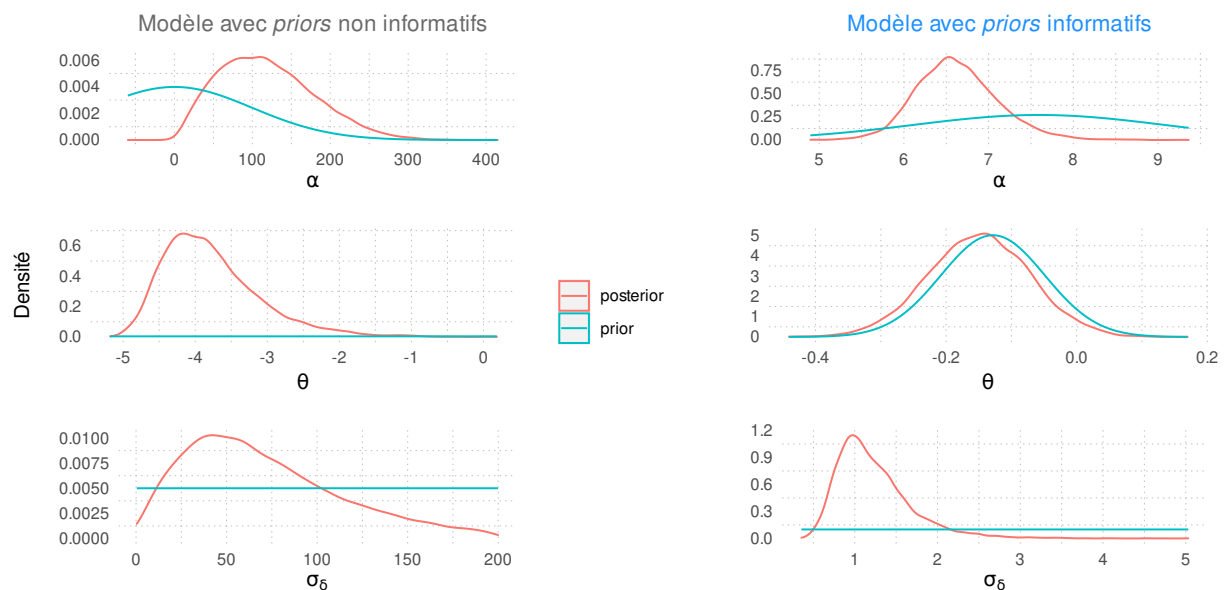 Modèle avec priors non informatifs
Modèle avec priors informatifs
Densité
0.006
0.004
0.002
0.000
0 100 200 300 400
α
0.75
0.50
0.25
0.00
5 6 7 8 9
α
0.6
0.4
0.2
0.0
-5 -4 -3 -2 -1 0
θ
posterior
prior
5
4
3
2
1
0
-0.4 -0.2 0.0 0.2
θ
0.0100
0.0075
0.0050
0.0025
0.0000
0 50 100 150 200
σδ
1.2
0.9
0.6
0.3
0.0
1 2 3 4 5
σδ